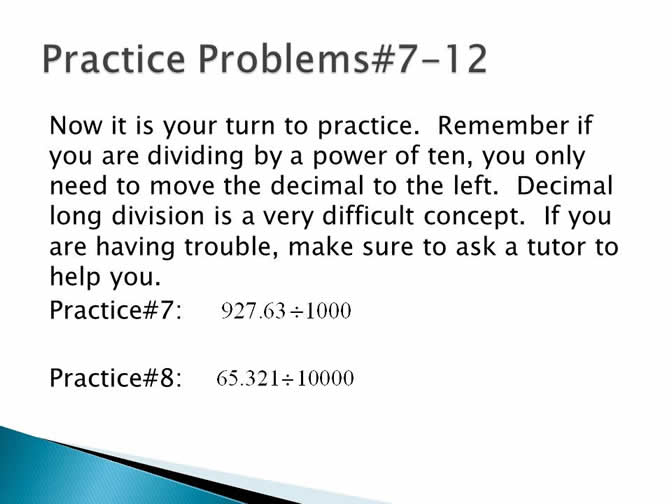 Practice Problems#7-12
Now it is your turn to practice.  Remember if
you are dividing by a power of ten, you only
need to move the decimal to the left.  Decimal
long division is a very difficult concept.  If you
are having trouble, make sure to ask a tutor to
help you.
Practice#7: 927.63÷1000
Practice#8: 65.321÷10000